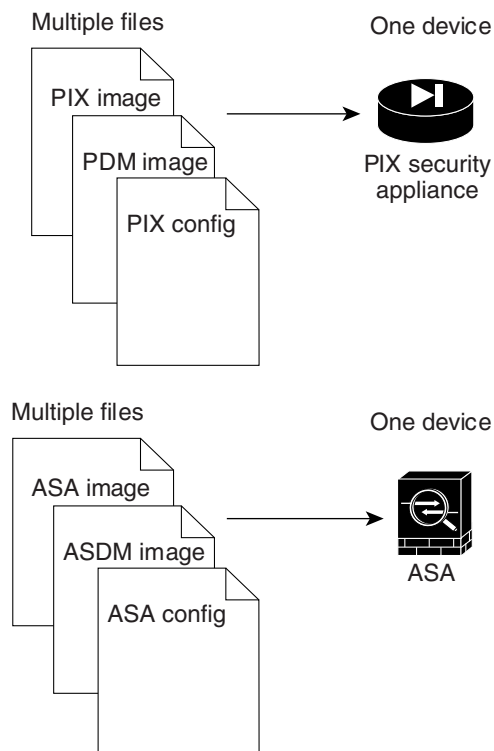 Multiple files
One device
PIX image
PDM image
PIX config
PIX security
appliance
Multiple files
One device
ASA image
ASDM image
ASA config
ASA